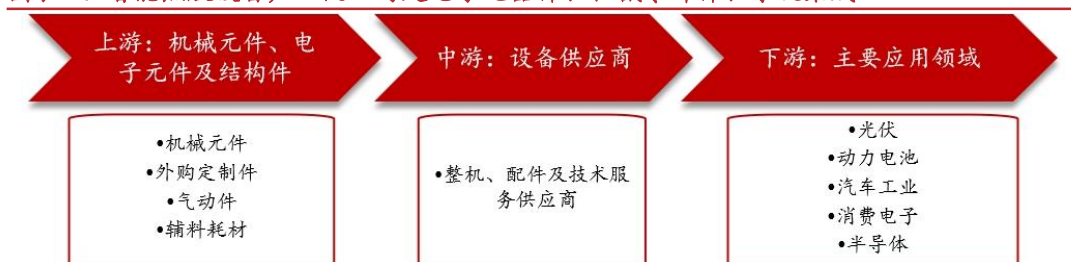 上游：机械元件、电
子元件及结构件
中游：设备供应商
下游：主要应用领域
•机械元件
•外购定制件
•气动件
•辅料耗材
•整机、配件及技术服
务供应商
•光伏
•动力电池
•汽车工业
•消费电子
•半导体